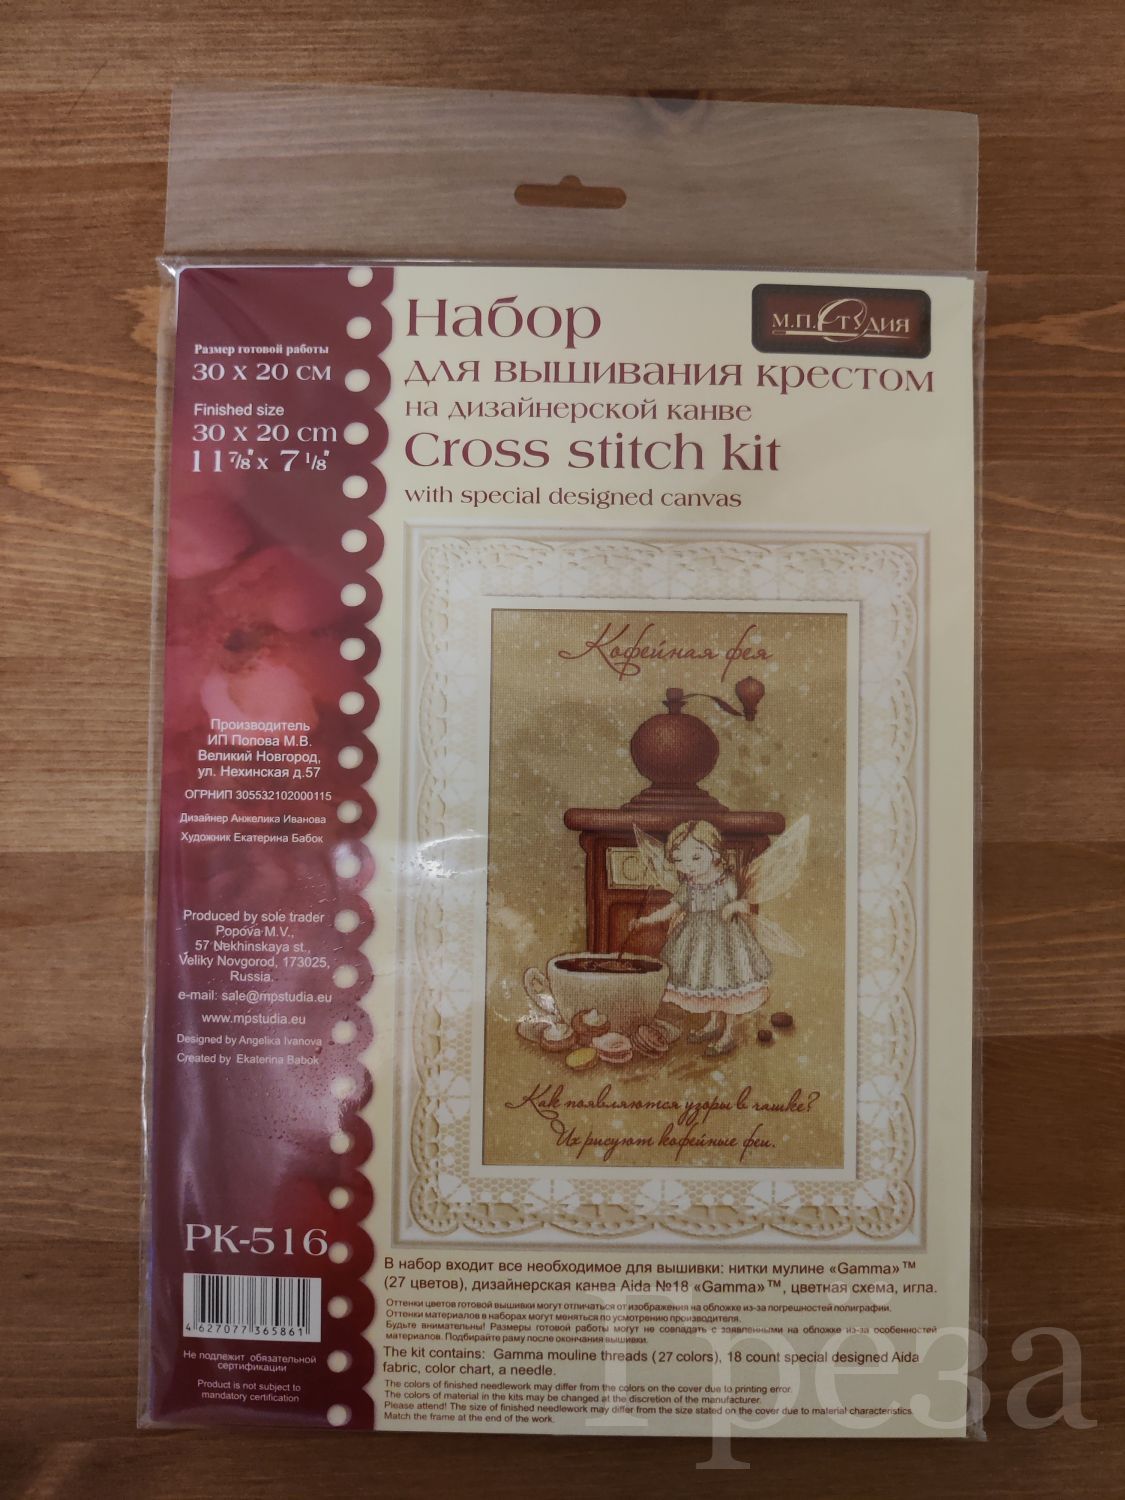 Размер готовой работы
30 x 20 см
Finished size
30 x 20 cm
11 7/8" x 7 1/8"
Производитель
ИП Попова М.В.
Великий Новгород,
ул. Нехинская д.57
ОГРНИП 305532102000115
Дизайнер Анжелика Иванова
Художник Екатерина Бабок
Produced by sole trader
Popova M.V.,
57 Nekhinskaya st.,
Veliky Novgorod, 173025,
Russia.
e-mail: sale@mpstudia.eu
www.mpstudia.eu
Designed by Angelika Ivanova
Created by Ekaterina Babok
РК-516
4 627077 365861
Не подлежит обязательной
сертификации
Product is not subject to
mandatory certification
Набор
для вышивания крестом
на дизайнерской канве
Cross stitch kit
with special designed canvas
М.П.СТУДИЯ
Кофейная фея
Как появляются узоры в чашке?
Их рисуют кофейные феи.
В набор входит все необходимое для вышивки: нитки мулине «Gamma»™
(27 цветов), дизайнерская канва Aida №18 «Gamma»™, цветная схема, игла.
Оттенки цветов готовой вышивки могут отличаться от изображения на обложке из-за погрешностей полиграфии.
Оттенки материалов в наборах могут меняться по усмотрению производителя.
Будьте внимательны! Размеры готовой работы могут не совпадать с заявленными на обложке из-за особенностей
материалов. Подбирайте раму после окончания вышивки.
The kit contains: Gamma mouline threads (27 colors), 18 count special designed Aida
fabric, color chart, a needle.
The colors of finished needlework may differ from the colors on the cover due to printing error.
The colors of material in the kits may be changed at the discretion of the manufacturer.
Please attend! The size of finished needlework may differ from the size stated on the cover due to material characteristics.
Match the frame at the end of the work.
Греза